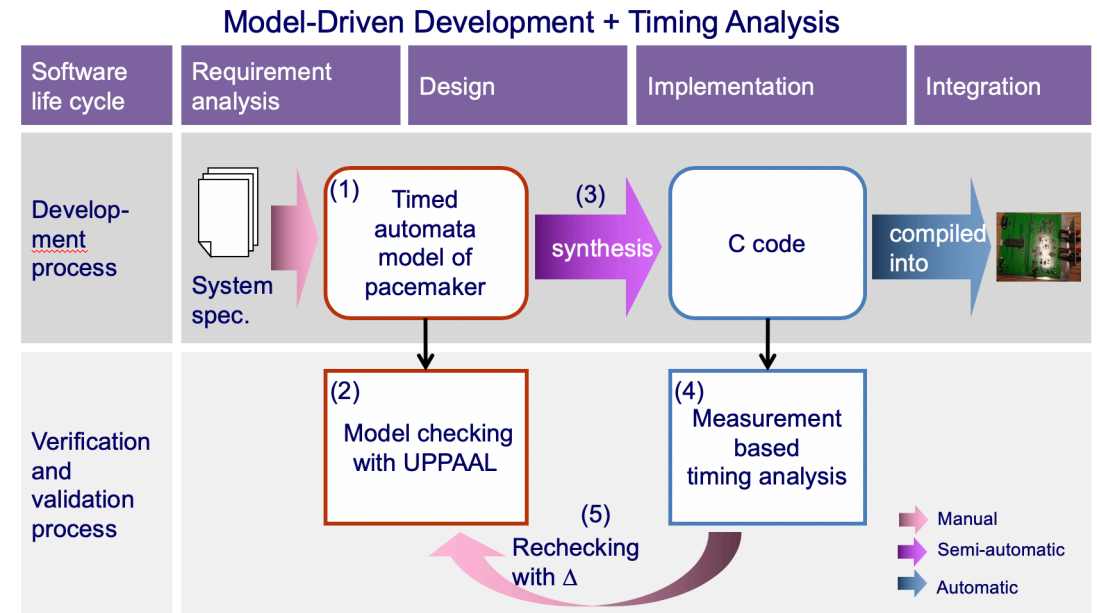 Model-Driven Development + Timing Analysis
Software
life cycle
Requirement
analysis
Design
Implementation
Integration
Develop-
ment
process
System
spec.
(1)
Timed
automata
model of
pacemaker
(3)
synthesis
C code
compiled
into
Verification
and
validation
process
(2)
Model checking
with UPPAAL
(4)
Measurement
based
timing analysis
(5)
Rechecking
with Δ
Manual
Semi-automatic
Automatic